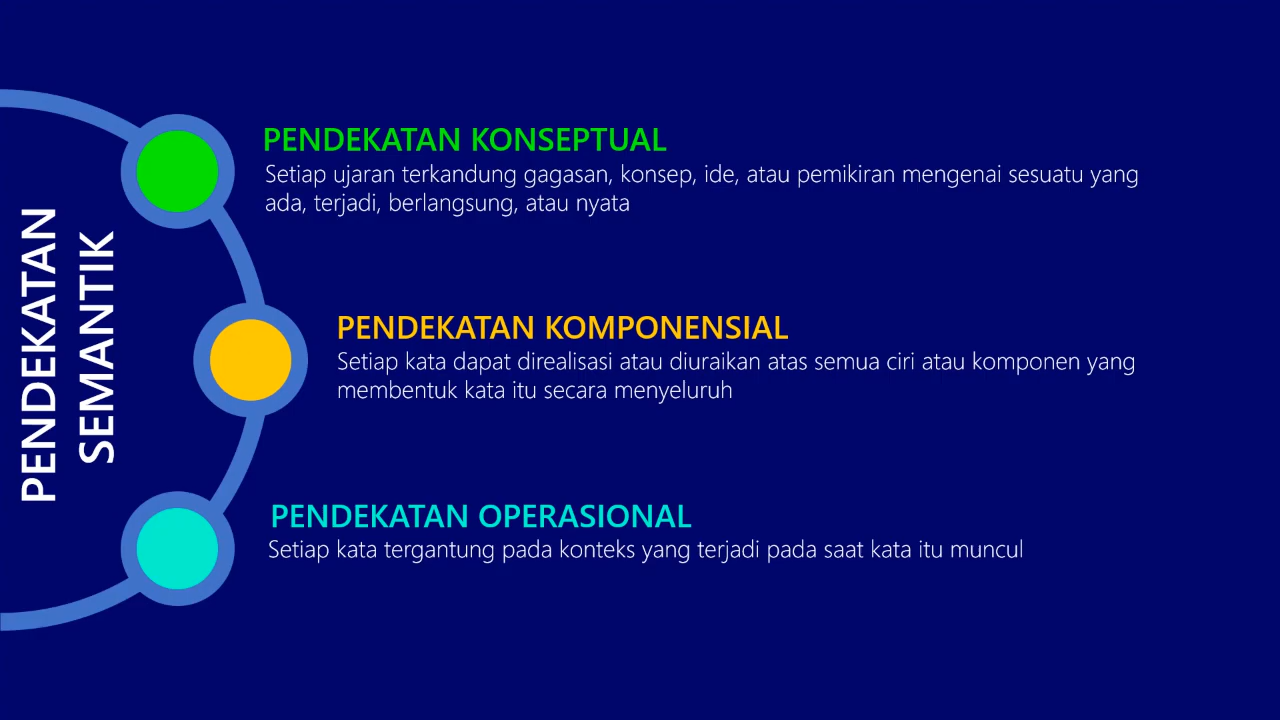 PENDEKATAN
SEMANTIK
PENDEKATAN KONSEPTUAL
Setiap ujaran terkandung gagasan, konsep, ide, atau pemikiran mengenai sesuatu yang
ada, terjadi, berlangsung, atau nyata
PENDEKATAN KOMPONENSIAL
Setiap kata dapat direalisasi atau diuraikan atas semua ciri atau komponen yang
membentuk kata itu secara menyeluruh
PENDEKATAN OPERASIONAL
Setiap kata tergantung pada konteks yang terjadi pada saat kata itu muncul